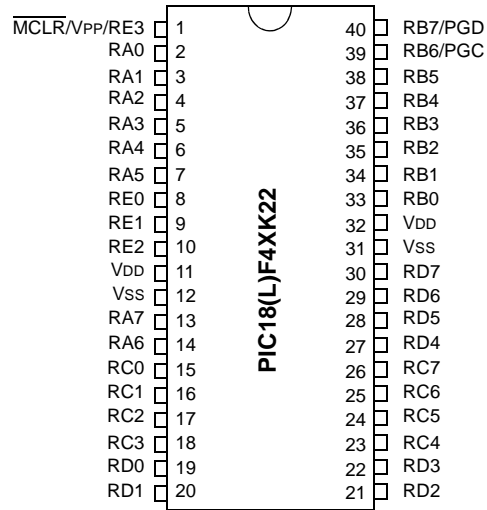 M̅C̅L̅R̅/VPP/RE3 1 40 RB7/PGD
RA0 2 39 RB6/PGC
RA1 3 38 RB5
RA2 4 37 RB4
RA3 5 36 RB3
RA4 6 35 RB2
RA5 7 34 RB1
RE0 8 33 RB0
RE1 9 32 VDD
RE2 10 31 VSS
VDD 11 30 RD7
VSS 12 29 RD6
RA7 13 28 RD5
RA6 14 27 RD4
RC0 15 26 RC7
RC1 16 25 RC6
RC2 17 24 RC5
RC3 18 23 RC4
RD0 19 22 RD3
RD1 20 21 RD2
PIC18(L)F4XK22